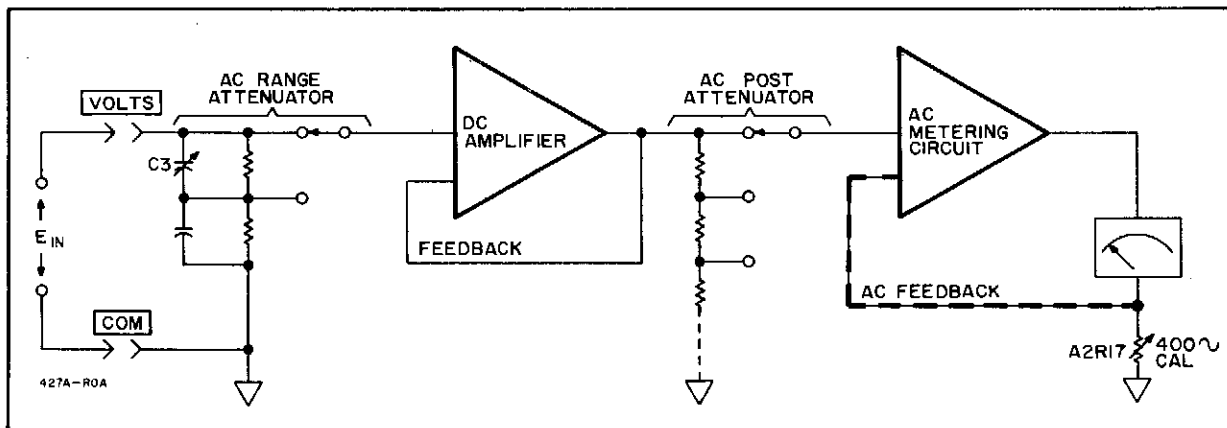 AC RANGE
ATTENUATOR
AC POST
ATTENUATOR
VOLTS
DC
AMPLIFIER
AC
METERING
CIRCUIT
C3
E IN
FEEDBACK
AC FEEDBACK
COM
A2R17
400~
CAL
427A-ROA